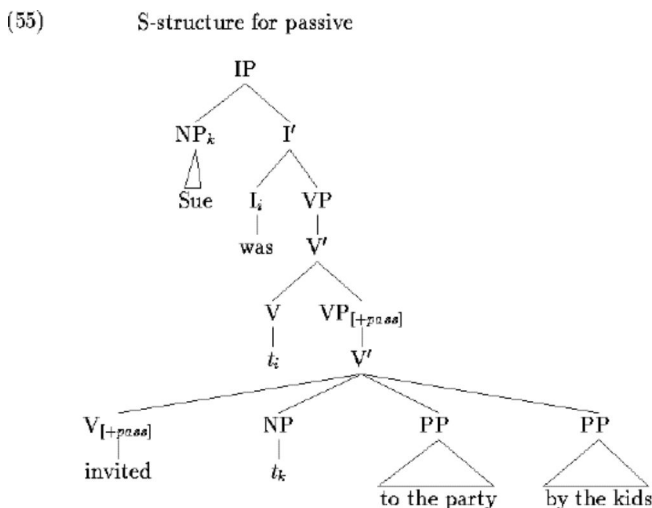 (55) S-structure for passive
IP
NPₖ I′
Sue Iᵢ VP
was V′
V VP[+pass]
tᵢ V′
V[+pass] NP PP PP
invited tₖ to the party by the kids